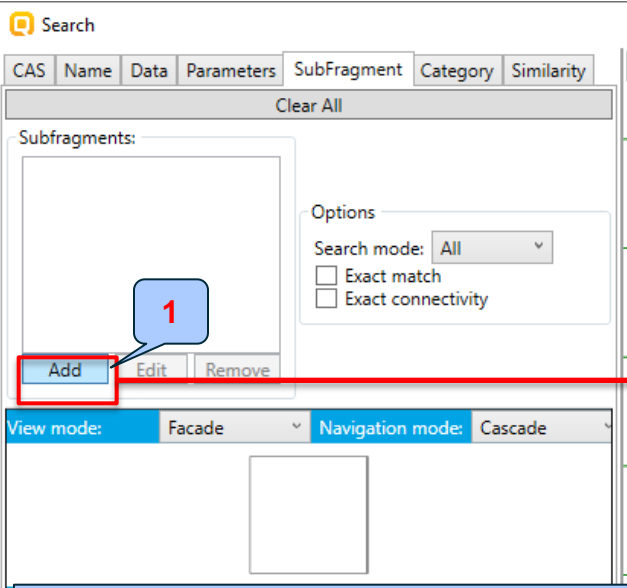 Search
CAS Name Data Parameters SubFragment Category Similarity
Clear All
Subfragments:
Options
Search mode: All
Exact match
Exact connectivity
1
Add Edit Remove
View mode: Facade Navigation mode: Cascade